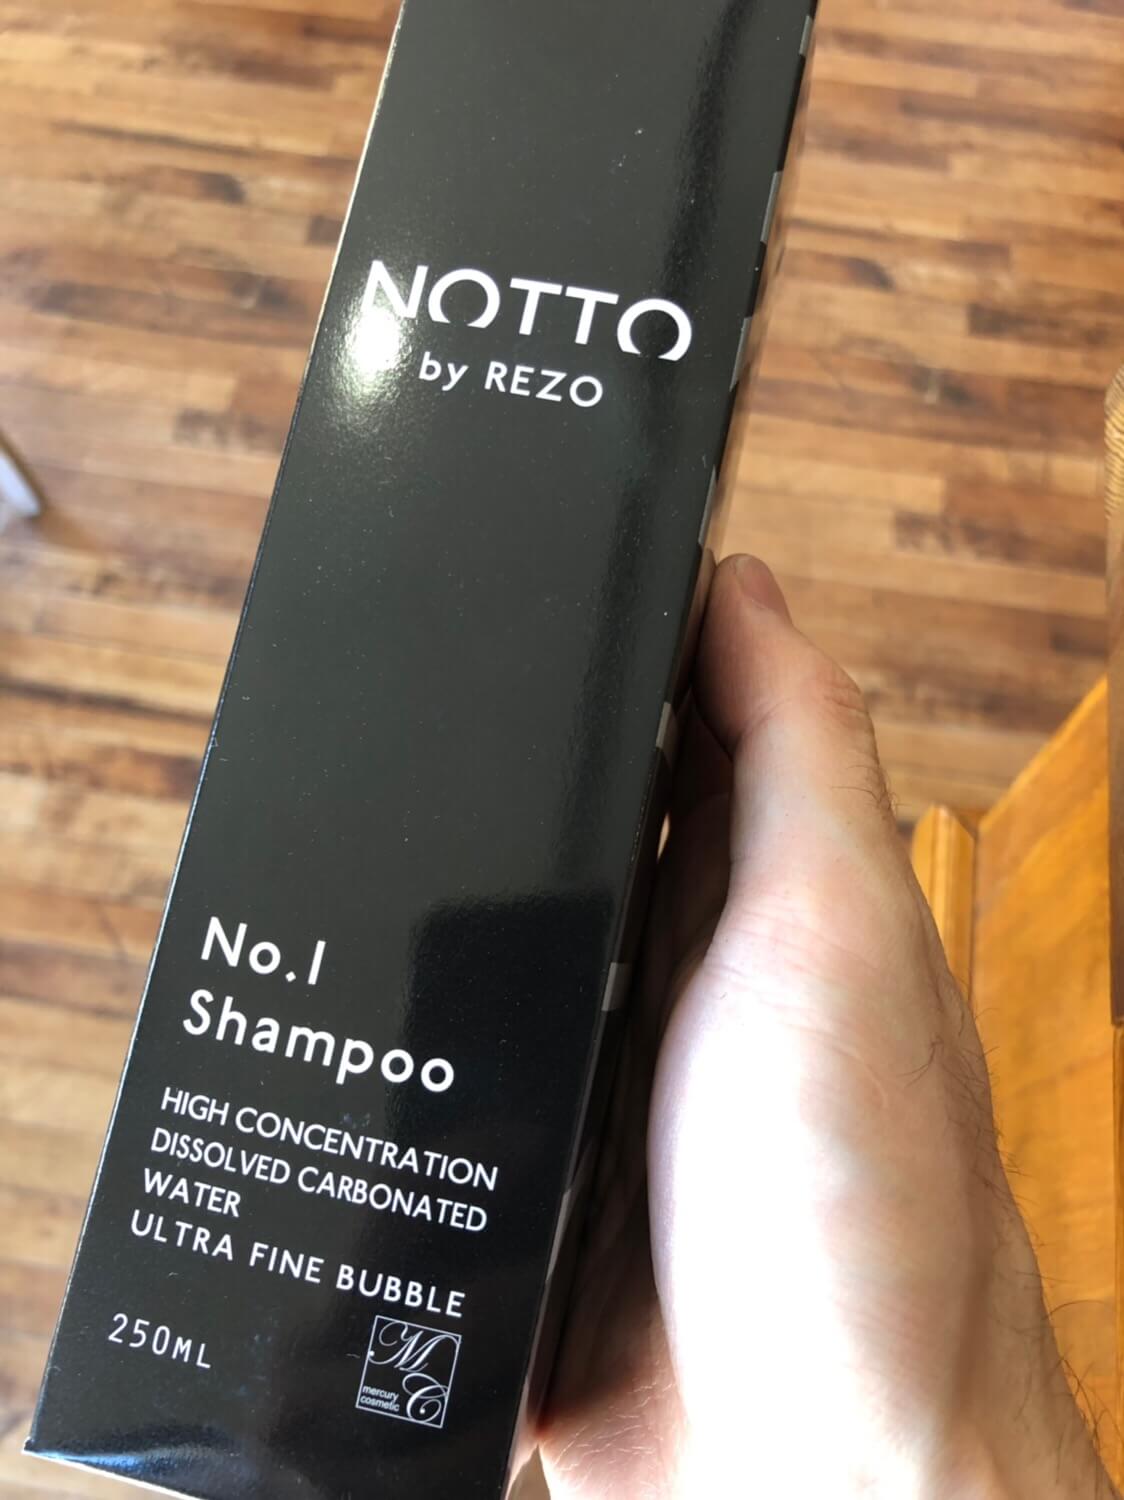 NOTTO
by REZO
No.1
Shampoo
HIGH CONCENTRATION
DISSOLVED CARBONATED
WATER
ULTRA FINE BUBBLE
250ML
MC
mercury
cosmetic